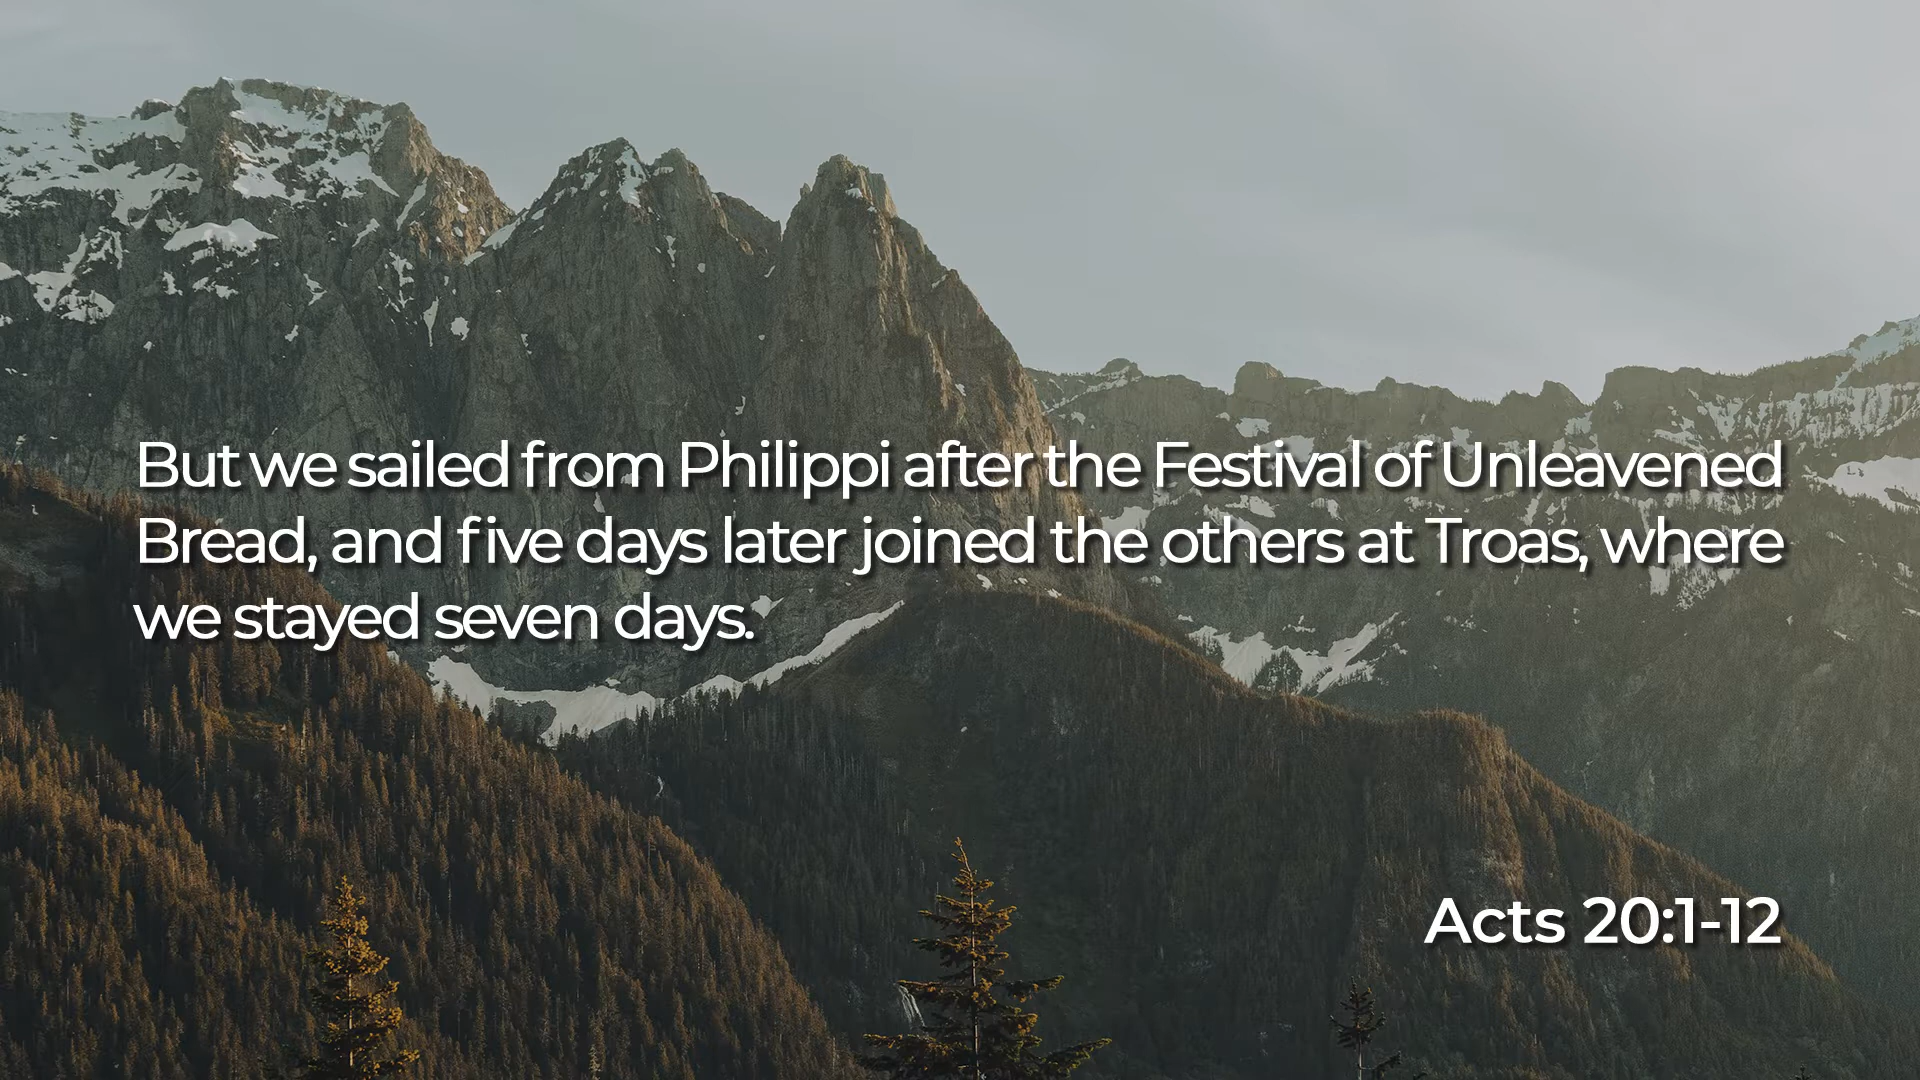 But we sailed from Philippi after the Festival of Unleavened
Bread, and five days later joined the others at Troas, where
we stayed seven days.
Acts 20:1-12